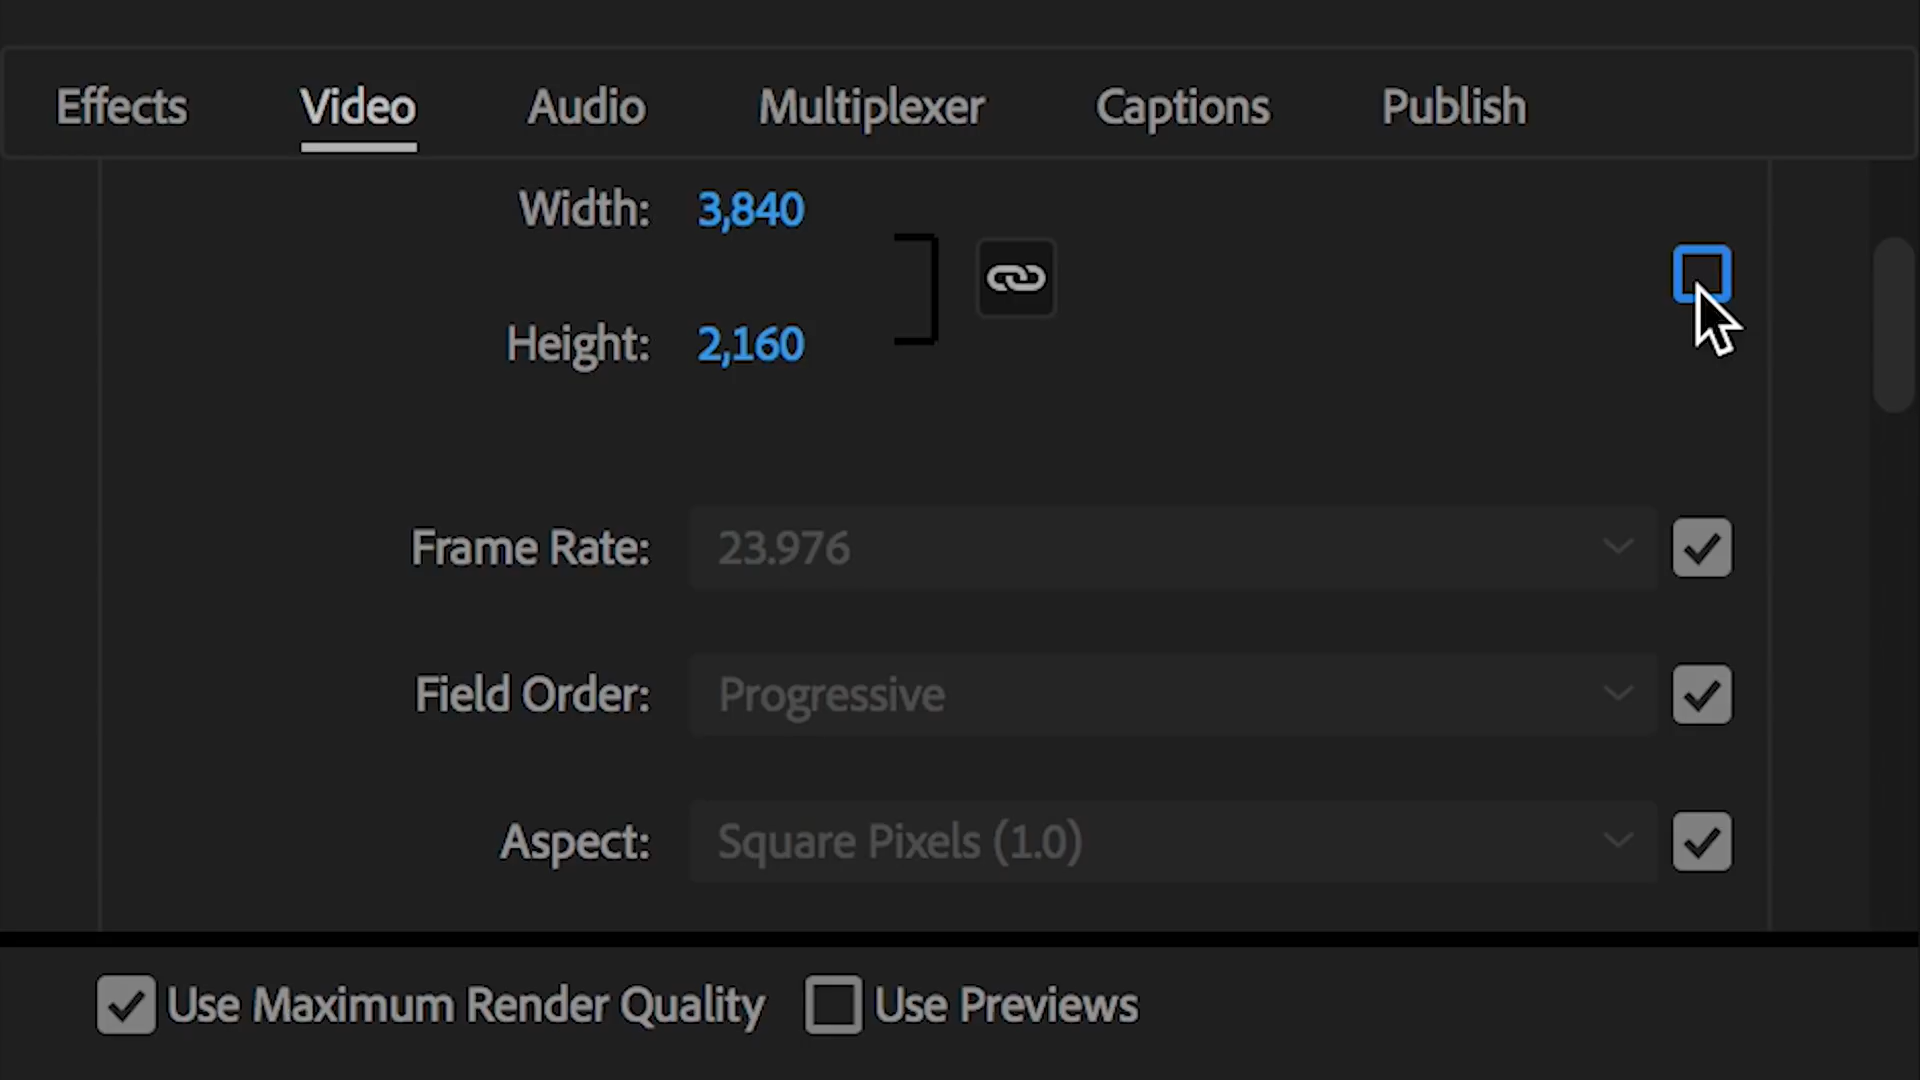 Effects Video Audio Multiplexer Captions Publish
Width: 3,840
Height: 2,160
Frame Rate: 23.976
Field Order: Progressive
Aspect: Square Pixels (1.0)
Use Maximum Render Quality Use Previews